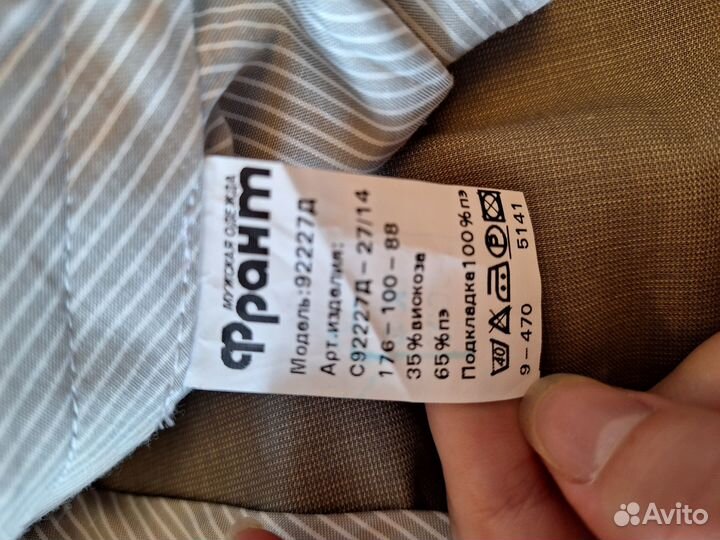 МУЖСКАЯ ОДЕЖДА
Франт
Модель:92227Д
Арт.изделия:
С92227Д-27/14
176-100-88
35%вискоза
65%пэ
Подкладка100%пэ
40 P
9-470 5141
Avito